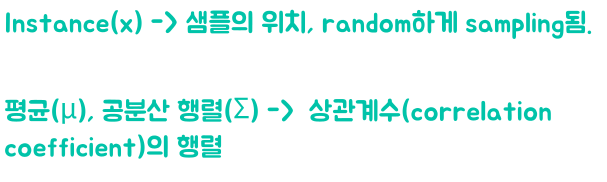 Instance(x) -> 샘플의 위치, random하게 sampling됨.
평균(μ), 공분산 행렬(Σ) -> 상관계수(correlation
coefficient)의 행렬